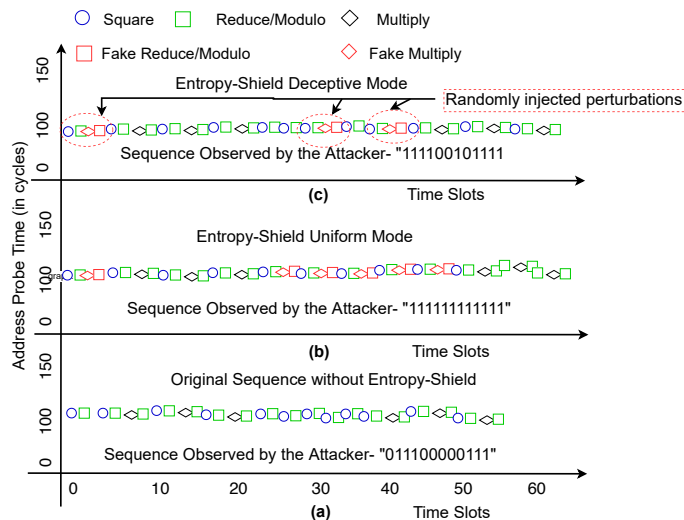 Square Reduce/Modulo Multiply
Fake Reduce/Modulo Fake Multiply
Entropy-Shield Deceptive Mode
Randomly injected perturbations
Sequence Observed by the Attacker- "111100101111
(c) Time Slots
150
100
0
Entropy-Shield Uniform Mode
Sequence Observed by the Attacker- "111111111111"
(b) Time Slots
150
100
0
Address Probe Time (in cycles)
Original Sequence without Entropy-Shield
Sequence Observed by the Attacker- "011100000111"
150
100
0
0 10 20 30 40 50 60
(a) Time Slots